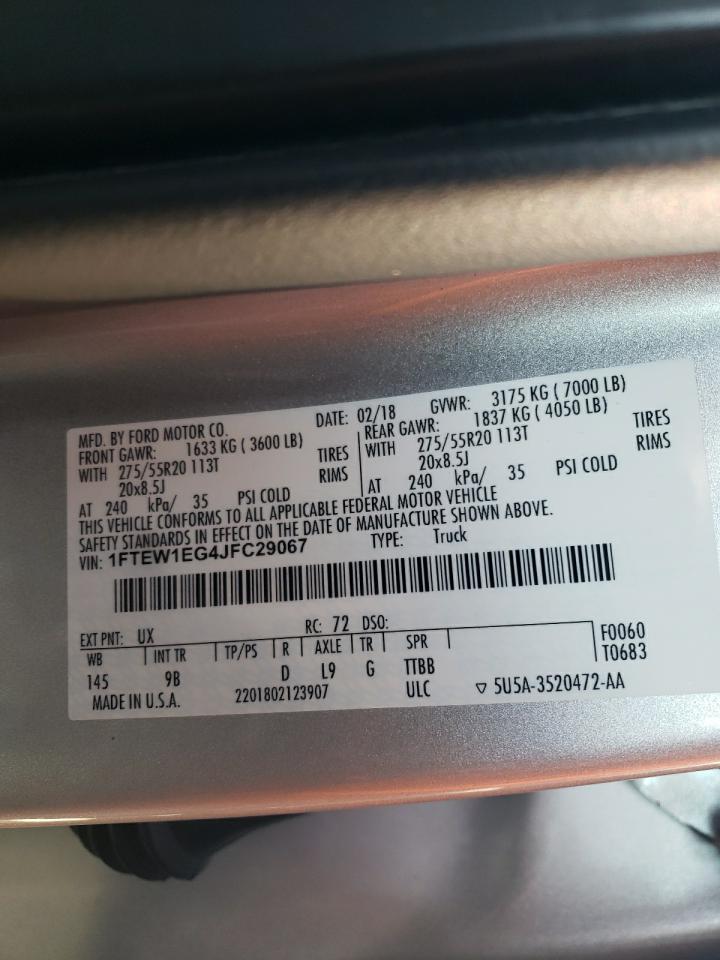 MFD. BY FORD MOTOR CO. DATE: 02/18 GVWR: 3175 KG ( 7000 LB)
FRONT GAWR: 1633 KG ( 3600 LB) REAR GAWR: 1837 KG ( 4050 LB)
WITH 275/55R20 113T TIRES WITH 275/55R20 113T TIRES
20x8.5J RIMS 20x8.5J RIMS
AT 240 kPa/ 35 PSI COLD AT 240 kPa/ 35 PSI COLD
THIS VEHICLE CONFORMS TO ALL APPLICABLE FEDERAL MOTOR VEHICLE
SAFETY STANDARDS IN EFFECT ON THE DATE OF MANUFACTURE SHOWN ABOVE.
VIN: 1FTEW1EG4JFC29067 TYPE: Truck
EXT PNT: UX RC: 72 DSO: F0060
WB INT TR TP/PS R AXLE TR SPR T0683
145 9B D L9 G TTBB
MADE IN U.S.A. 2201802123907 ULC ▽ 5U5A-3520472-AA